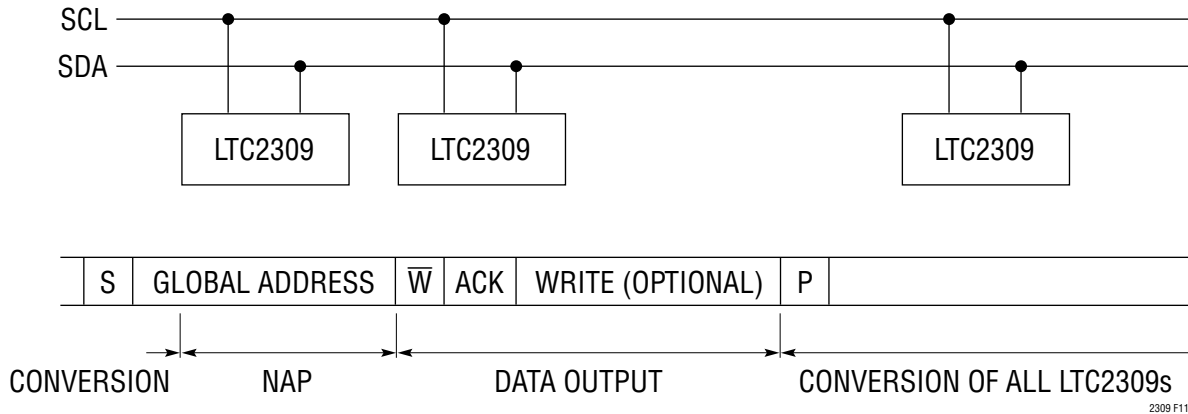 SCL
SDA
LTC2309 LTC2309 LTC2309
S GLOBAL ADDRESS W̅ ACK WRITE (OPTIONAL) P
CONVERSION NAP DATA OUTPUT CONVERSION OF ALL LTC2309s
2309 F11